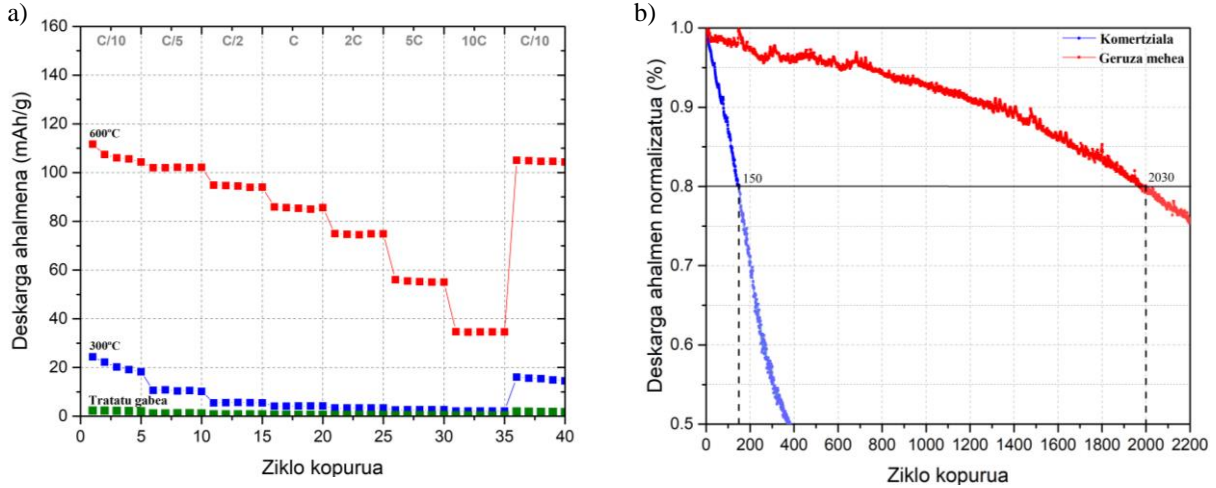 a)
Deskarga ahalmena (mAh/g)
160
140
120
100
80
60
40
20
0
C/10 C/5 C/2 C 2C 5C 10C C/10
600ºC
300ºC
Tratatu gabea
0 5 10 15 20 25 30 35 40
Ziklo kopurua
b)
Deskarga ahalmen normalizatua (%)
1.0
0.9
0.8
0.7
0.6
0.5
Komertziala
Geruza mehea
150
2030
0 200 400 600 800 1000 1200 1400 1600 1800 2000 2200
Ziklo kopurua